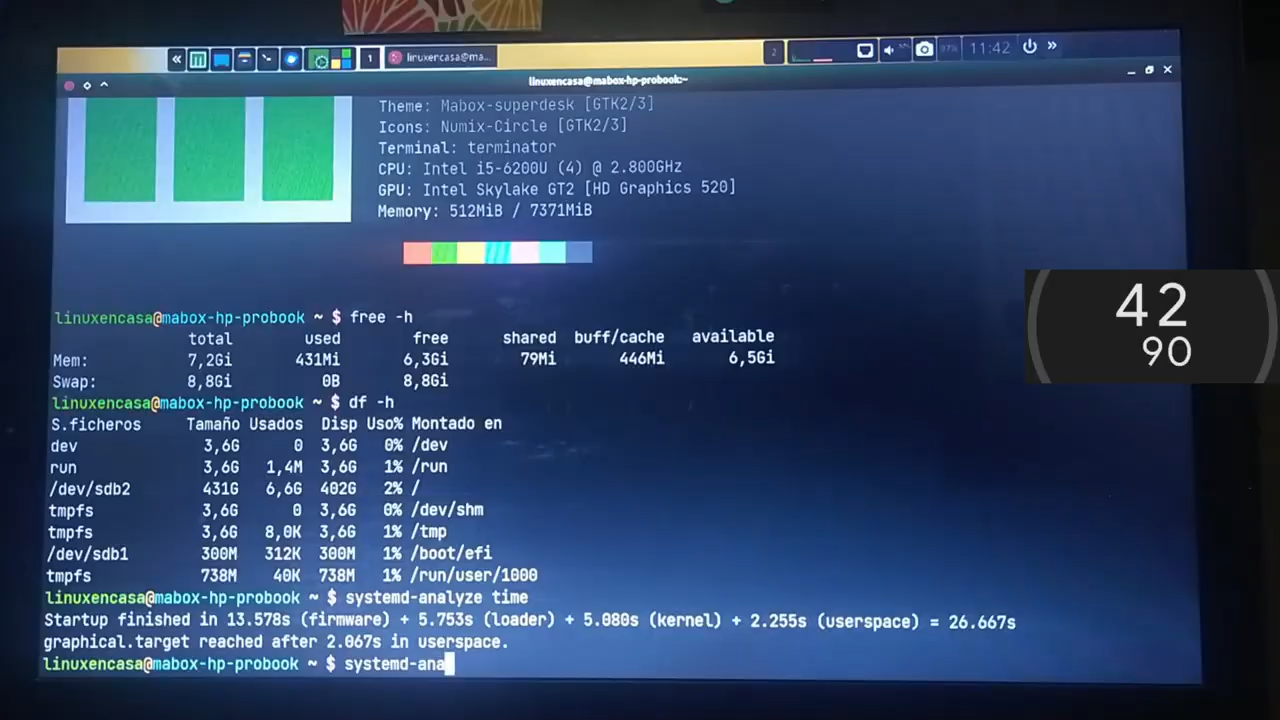 « 1 linuxencasa@ma... 2 97% 11:42 »
linuxencasa@mabox-hp-probook:~
Theme: Mabox-superdesk [GTK2/3]
Icons: Numix-Circle [GTK2/3]
Terminal: terminator
CPU: Intel i5-6200U (4) @ 2.800GHz
GPU: Intel Skylake GT2 [HD Graphics 520]
Memory: 512MiB / 7371MiB
linuxencasa@mabox-hp-probook ~ $ free -h
total used free shared buff/cache available
Mem: 7,2Gi 431Mi 6,3Gi 79Mi 446Mi 6,5Gi
Swap: 8,8Gi 0B 8,8Gi
linuxencasa@mabox-hp-probook ~ $ df -h
S.ficheros Tamaño Usados Disp Uso% Montado en
dev 3,6G 0 3,6G 0% /dev
run 3,6G 1,4M 3,6G 1% /run
/dev/sdb2 431G 6,6G 402G 2% /
tmpfs 3,6G 0 3,6G 0% /dev/shm
tmpfs 3,6G 8,0K 3,6G 1% /tmp
/dev/sdb1 300M 312K 300M 1% /boot/efi
tmpfs 738M 40K 738M 1% /run/user/1000
linuxencasa@mabox-hp-probook ~ $ systemd-analyze time
Startup finished in 13.578s (firmware) + 5.753s (loader) + 5.080s (kernel) + 2.255s (userspace) = 26.667s
graphical.target reached after 2.067s in userspace.
linuxencasa@mabox-hp-probook ~ $ systemd-ana
42
90